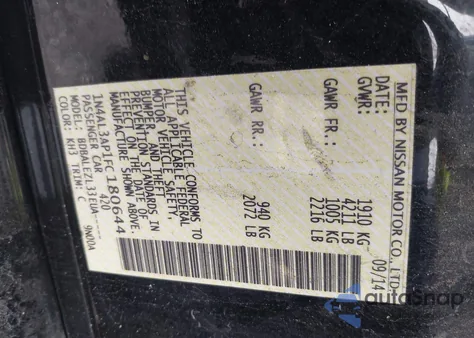 MFD BY NISSAN MOTOR CO., LTD.
DATE: 09/14
GVWR: 1910 KG
4211 LB
GAWR FR.: 1005 KG
2216 LB
GAWR RR.: 940 KG
2072 LB
THIS VEHICLE CONFORMS TO
ALL APPLICABLE FEDERAL
MOTOR VEHICLE SAFETY,
BUMPER, AND THEFT
PREVENTION STANDARDS IN
EFFECT ON THE DATE OF
MANUFACTURE SHOWN ABOVE.
1N4AL3AP1FC180644
PASSENGER CAR 420
MODEL: 9W00A
COLOR: KH3 TRIM: C
autoSnap